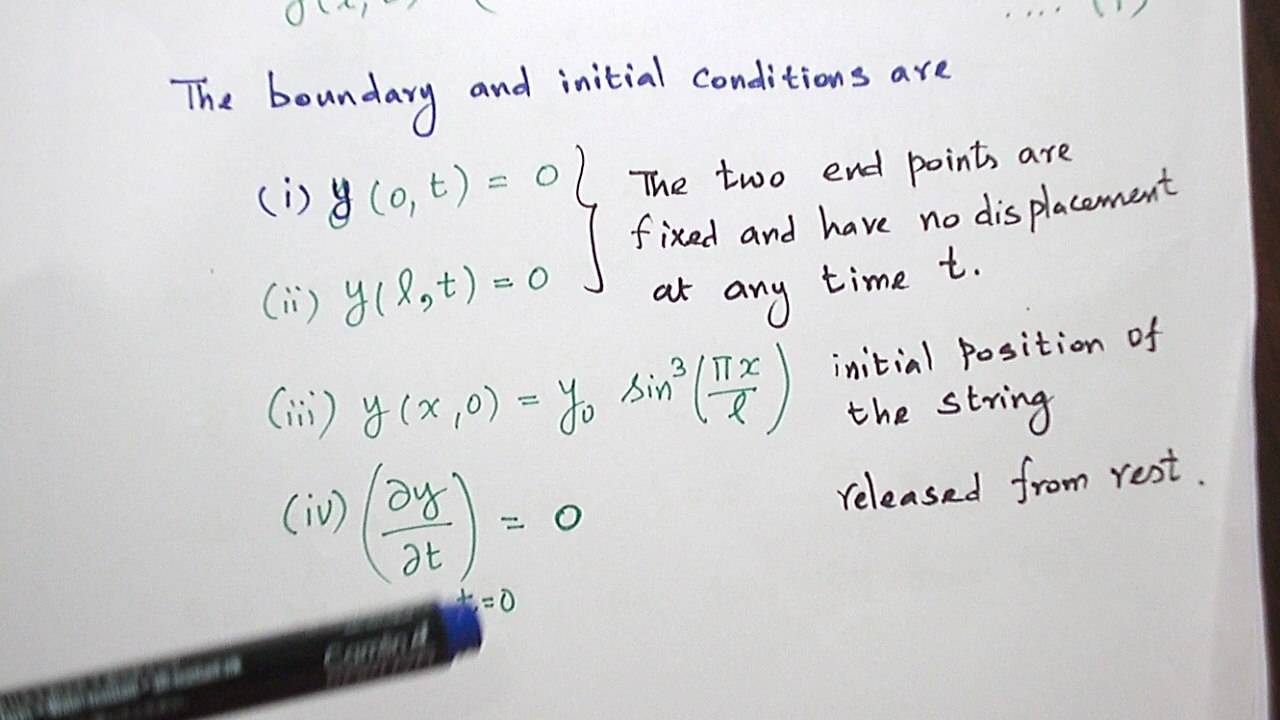 The boundary and initial conditions are
(i) y(0,t) = 0 } The two end points are
fixed and have no displacement
(ii) y(l,t) = 0 at any time t.
(iii) y(x,0) = y₀ sin³(πx/l) initial position of
the string
(iv) (∂y/∂t) = 0 released from rest.
t=0